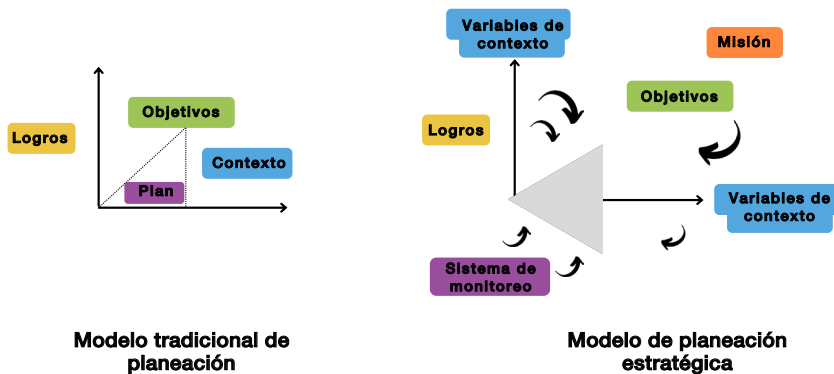 Logros
Objetivos
Contexto
Plan
Modelo tradicional de
planeación
Variables de
contexto
Misión
Objetivos
Logros
Variables de
contexto
Sistema de
monitoreo
Modelo de planeación
estratégica